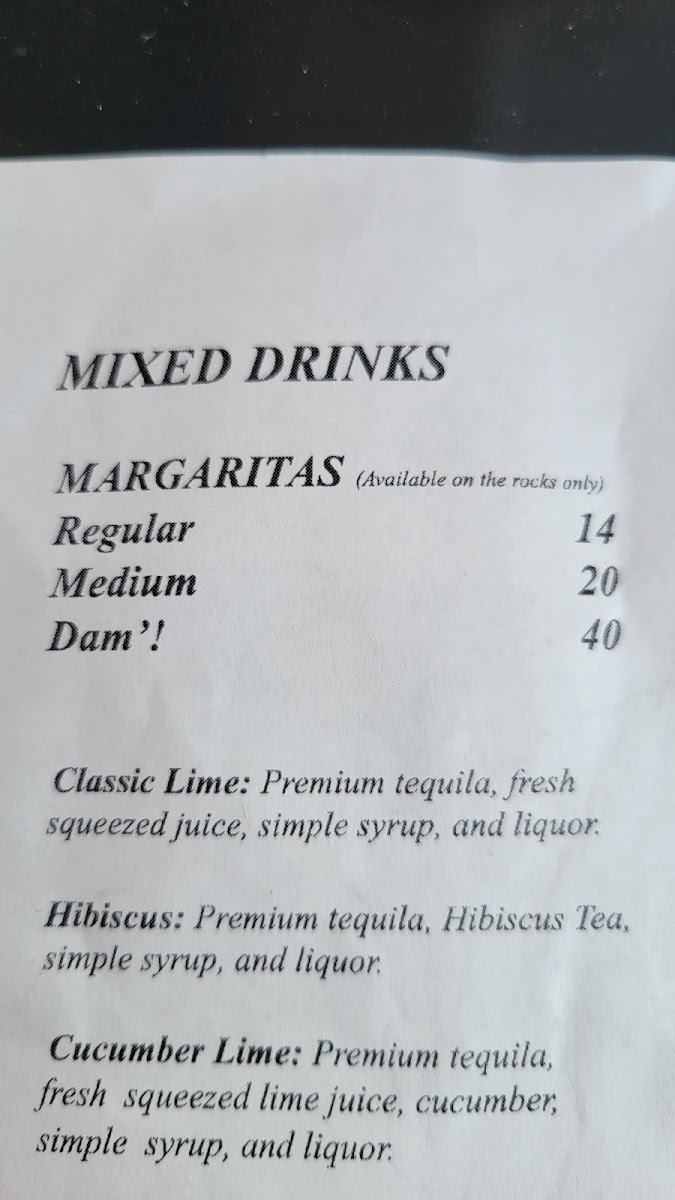 MIXED DRINKS
MARGARITAS (Available on the rocks only)
Regular 14
Medium 20
Dam'! 40
Classic Lime: Premium tequila, fresh
squeezed juice, simple syrup, and liquor.
Hibiscus: Premium tequila, Hibiscus Tea,
simple syrup, and liquor.
Cucumber Lime: Premium tequila,
fresh squeezed lime juice, cucumber,
simple syrup, and liquor.